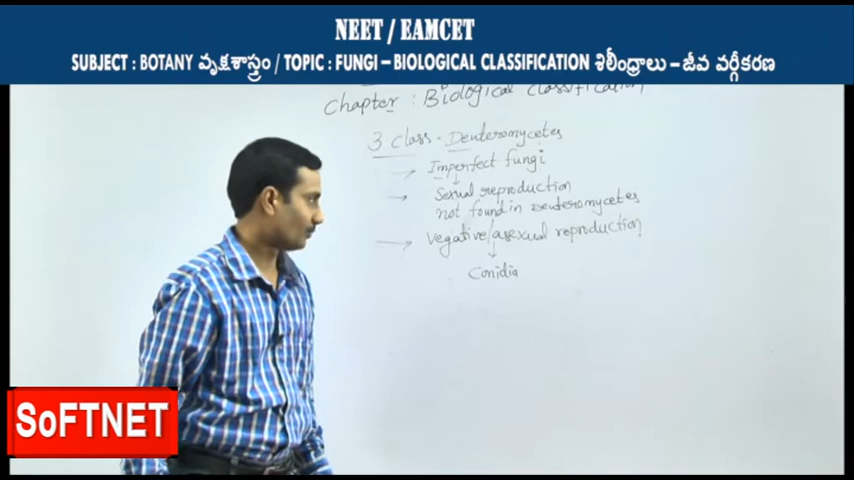 NEET / EAMCET
SUBJECT : BOTANY వృక్షశాస్త్రం / TOPIC : FUNGI – BIOLOGICAL CLASSIFICATION శిలీంధ్రాలు – జీవ వర్గీకరణ
Chapter : Biological Classification
3 Class - Deuteromycetes
Imperfect fungi
Sexual reproduction
not found in Deuteromycetes
Vegative/asexual reproduction
Conidia
SoFTNET